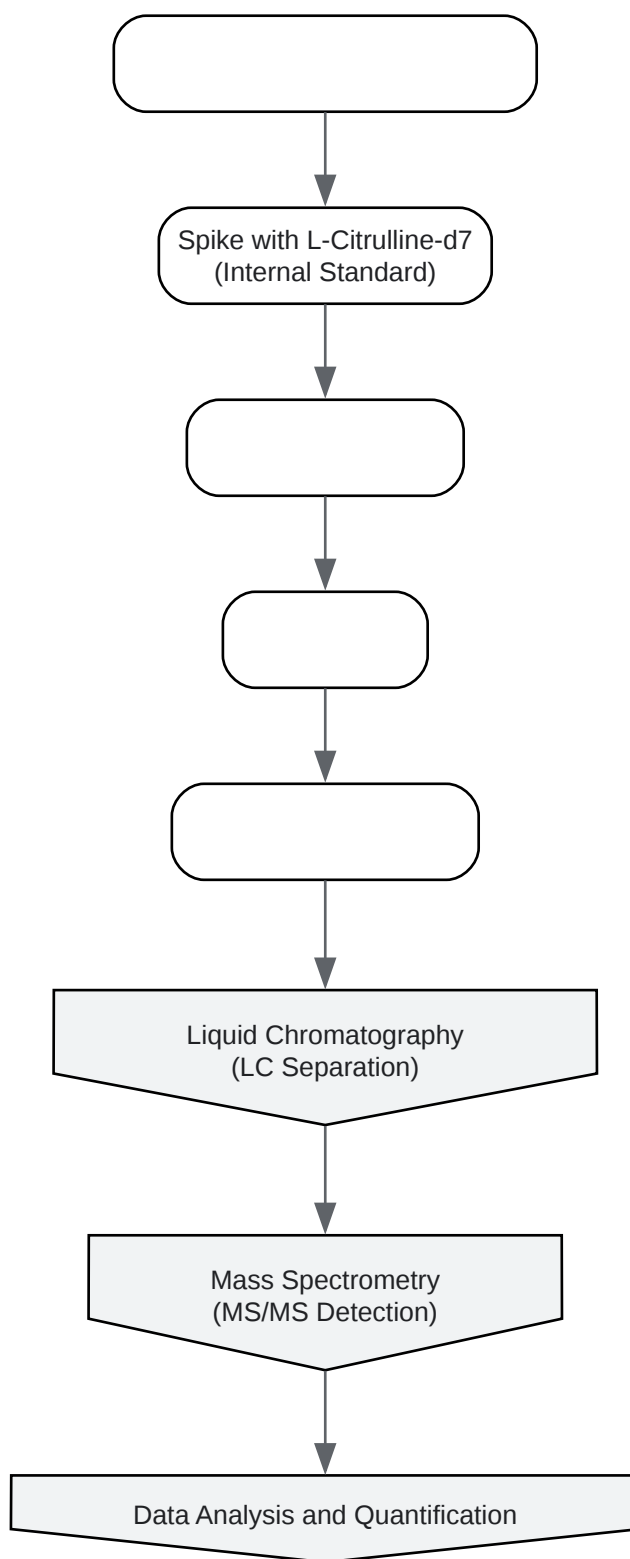 Spike with L-Citrulline-d7
(Internal Standard)
Liquid Chromatography
(LC Separation)
Mass Spectrometry
(MS/MS Detection)
Data Analysis and Quantification